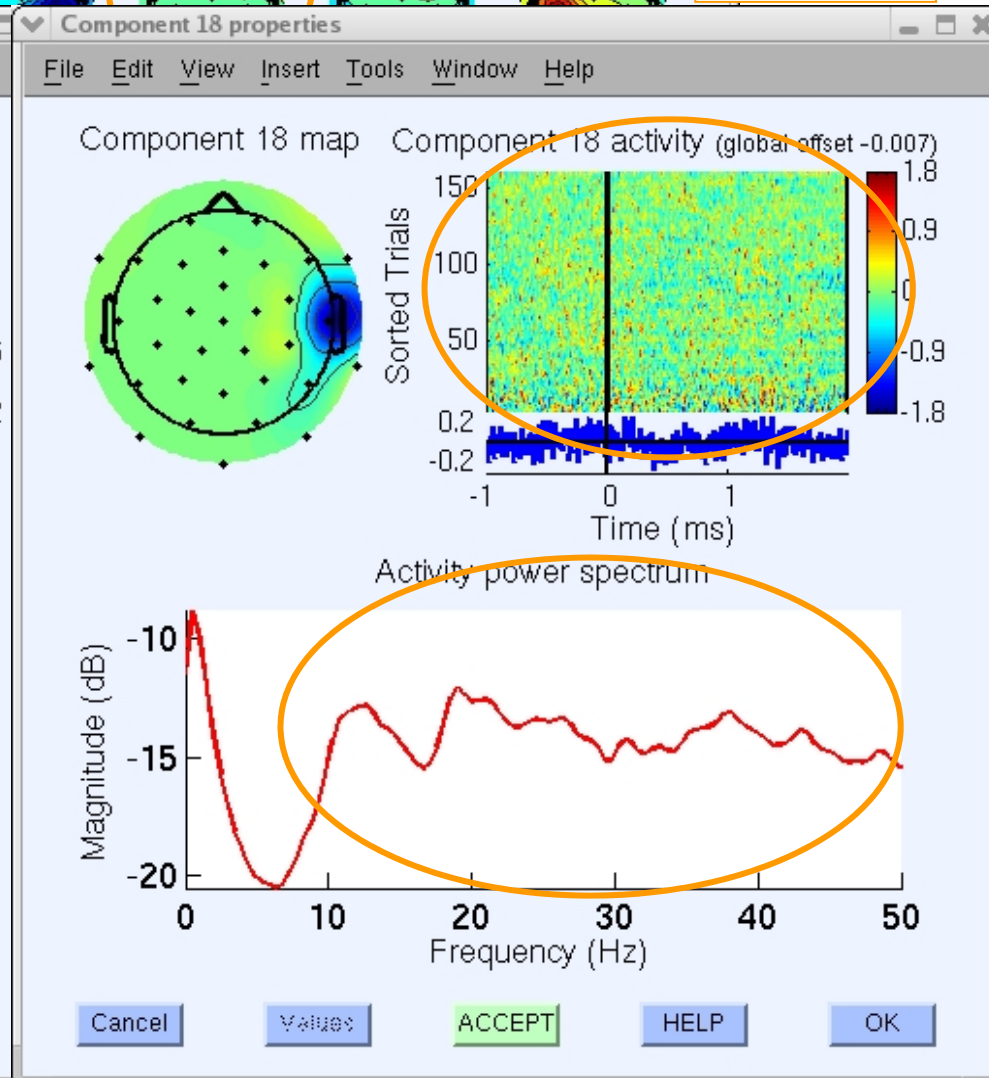 Component 18 properties
File Edit View Insert Tools Window Help
Component 18 map
Component 18 activity (global offset -0.007)
Sorted Trials
150
100
50
0.2
-0.2
1.8
0.9
0
-0.9
-1.8
-1 0 1
Time (ms)
Activity power spectrum
Magnitude (dB)
-10
-15
-20
0 10 20 30 40 50
Frequency (Hz)
Cancel Values ACCEPT HELP OK